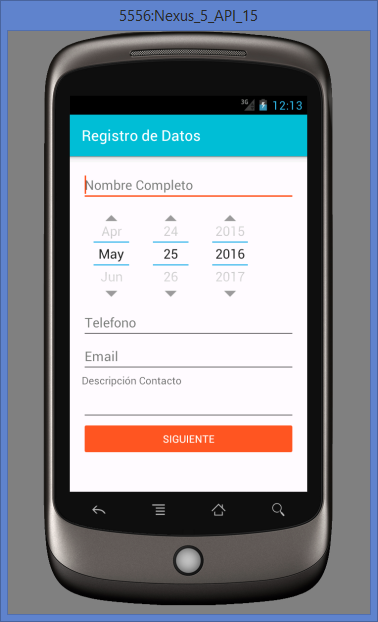 5556:Nexus_5_API_15
3G 12:13
Registro de Datos
Nombre Completo
Apr 24 2015
May 25 2016
Jun 26 2017
Telefono
Email
Descripción Contacto
SIGUIENTE